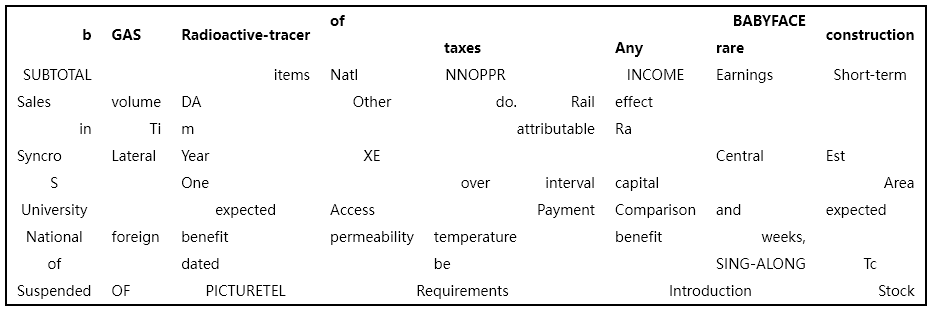 of BABYFACE
b GAS Radioactive-tracer construction
taxes Any rare
SUBTOTAL items Natl NNOPPR INCOME Earnings Short-term
Sales volume DA Other do. Rail effect
in Ti m attributable Ra
Syncro Lateral Year XE Central Est
S One over interval capital Area
University expected Access Payment Comparison and expected
National foreign benefit permeability temperature benefit weeks,
of dated be SING-ALONG Tc
Suspended OF PICTURETEL Requirements Introduction Stock